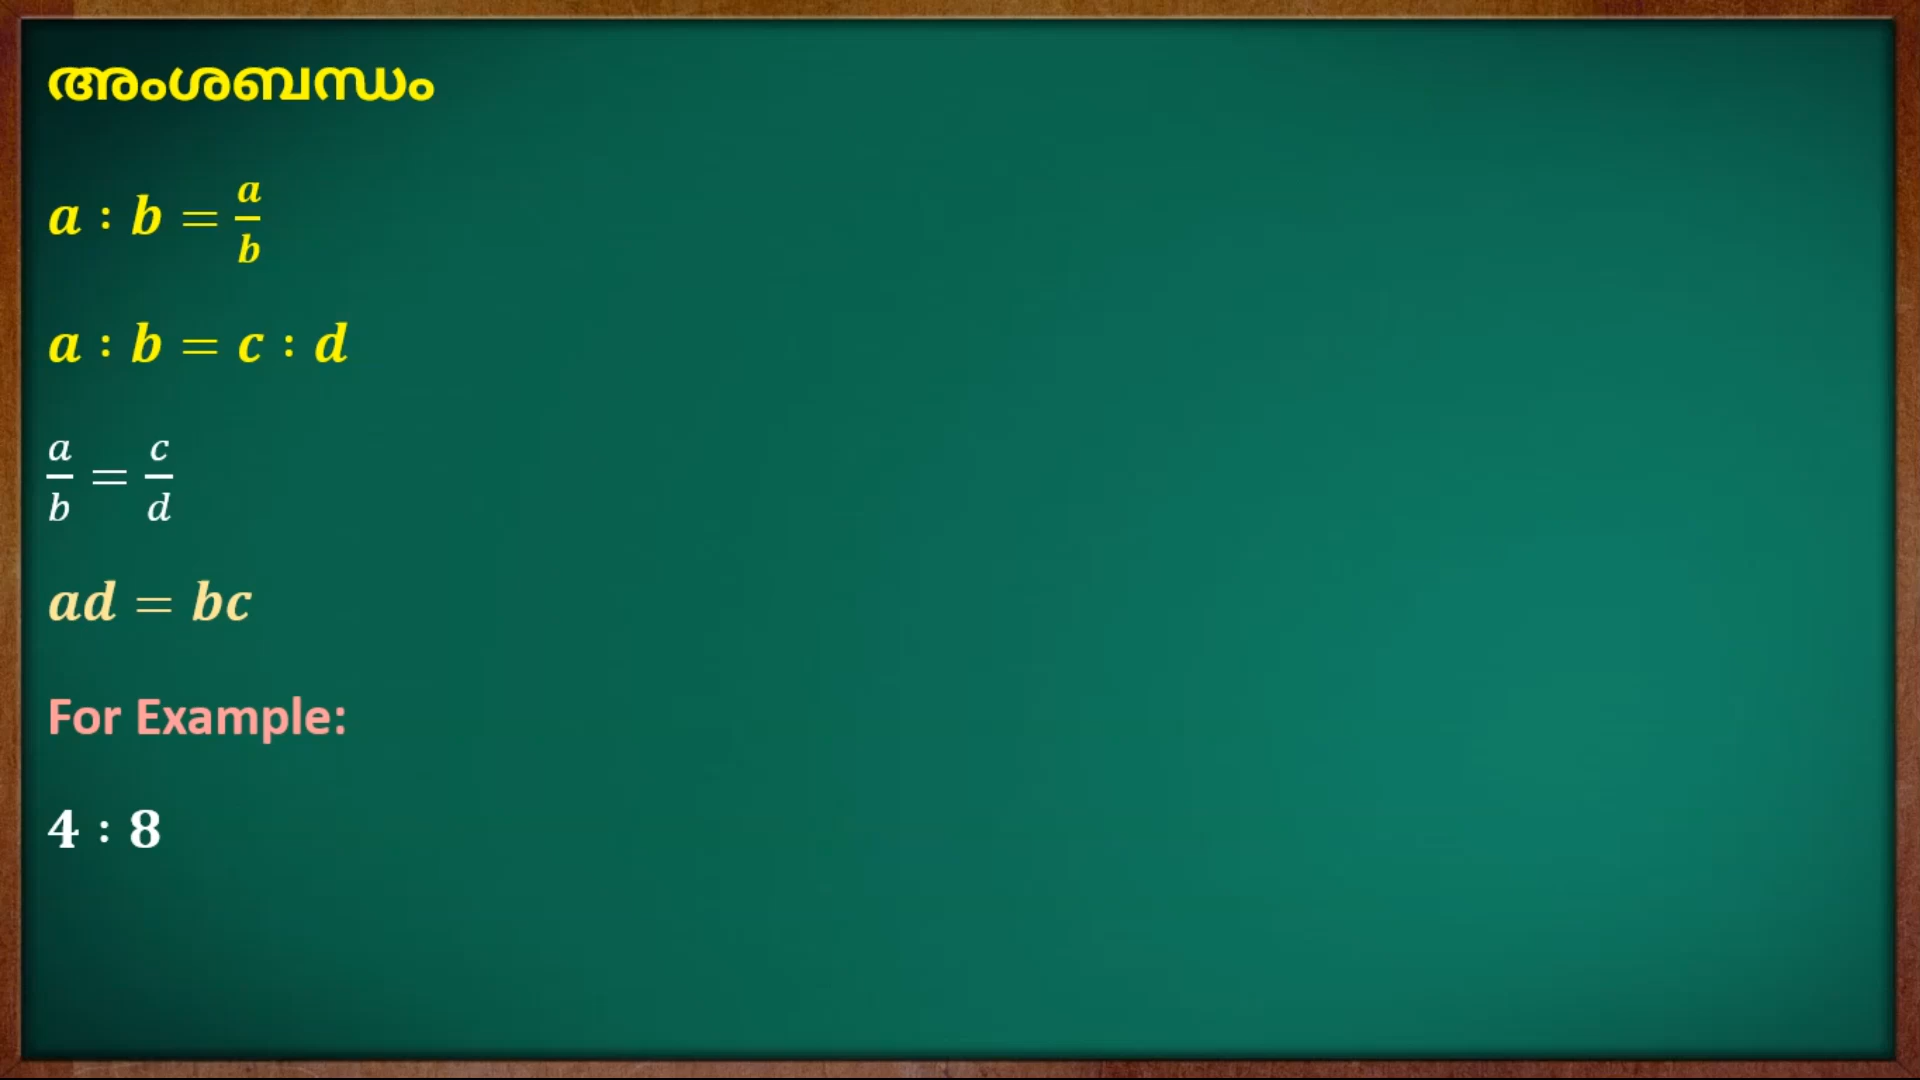 അംശബന്ധം
a : b = a/b
a : b = c : d
a/b = c/d
ad = bc
For Example:
4 : 8